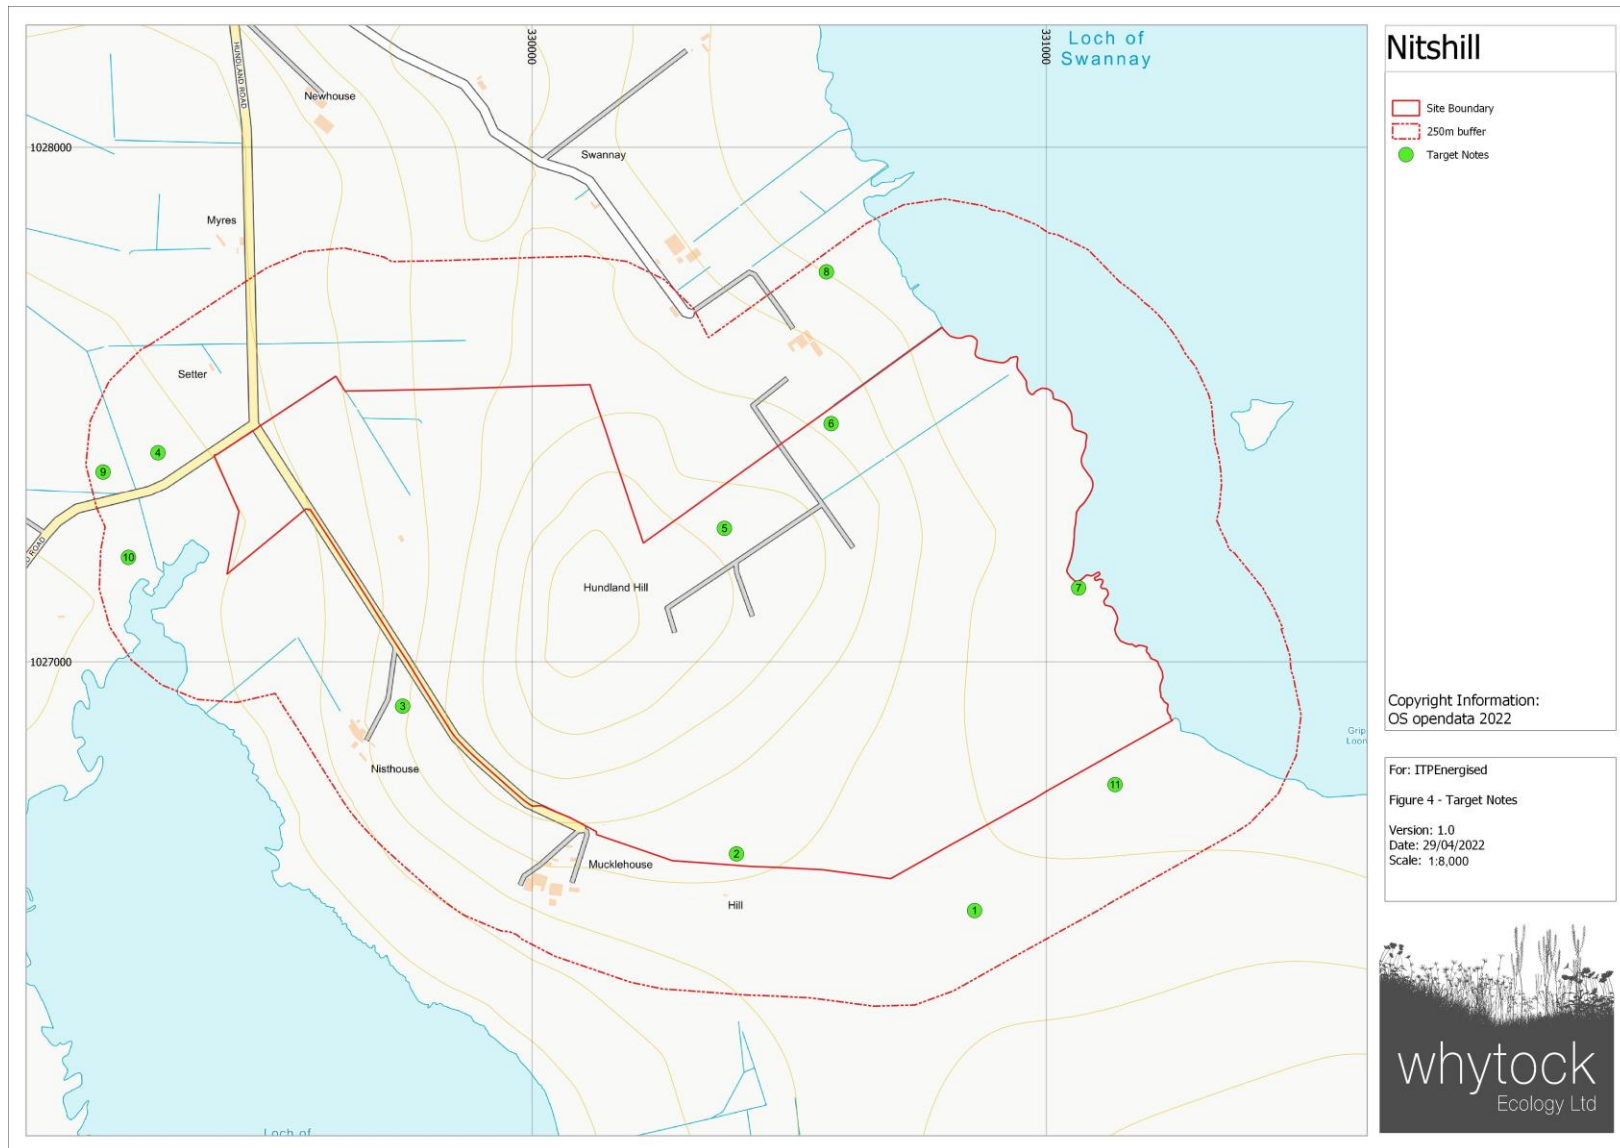 HUNDLAND ROAD
330000
331000
Loch of
Swannay
Newhouse
1028000
Swannay
Myres
Setter
8
6
4
9
5
10
ROAD
Hundland Hill
7
1027000
3
Nisthouse
11
2
Mucklehouse
Hill
1
Loch of
Nitshill
Site Boundary
250m buffer
Target Notes
Copyright Information:
OS opendata 2022
For: ITPEnergised
Figure 4 - Target Notes
Version: 1.0
Date: 29/04/2022
Scale: 1:8,000
whytock
Ecology Ltd